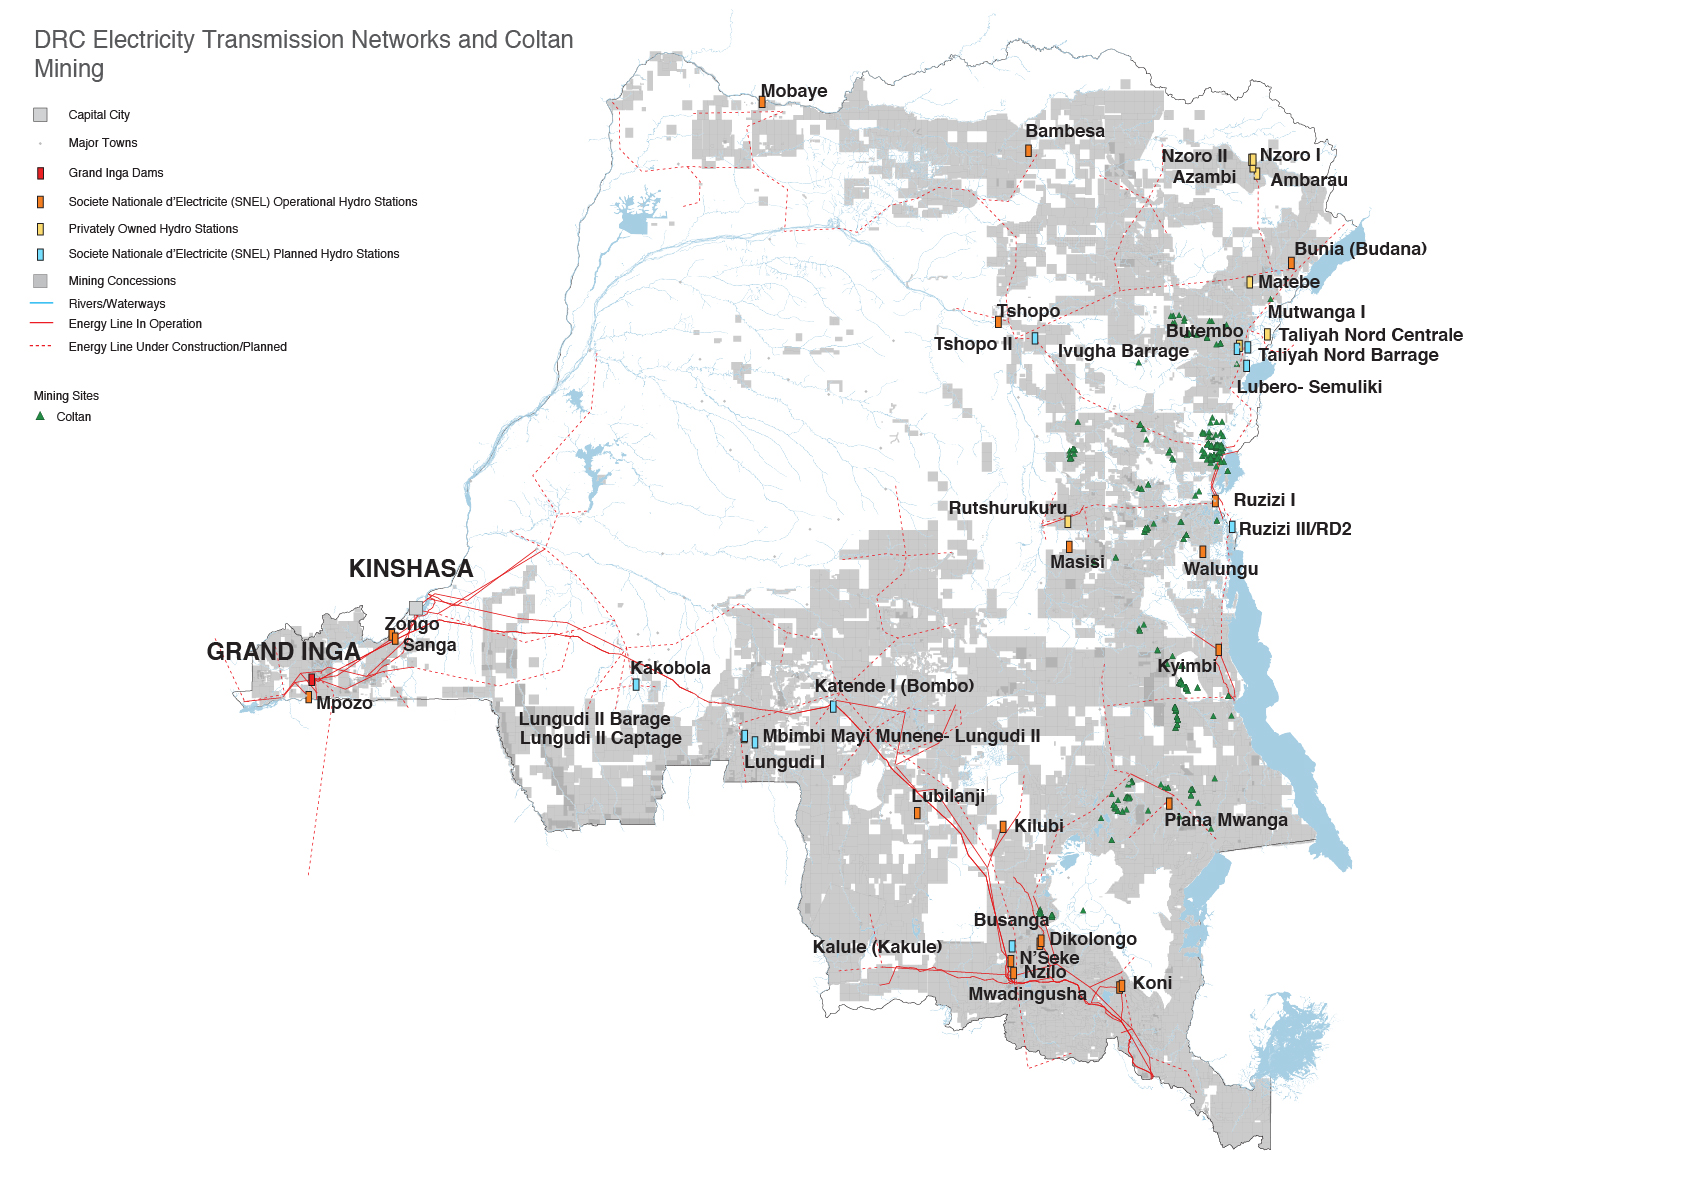 DRC Electricity Transmission Networks and Coltan
Mining
Capital City
Major Towns
Grand Inga Dams
Societe Nationale d'Electricite (SNEL) Operational Hydro Stations
Privately Owned Hydro Stations
Societe Nationale d'Electricite (SNEL) Planned Hydro Stations
Mining Concessions
Rivers/Waterways
Energy Line In Operation
Energy Line Under Construction/Planned
Mining Sites
Coltan
Mobaye
Bambesa
Nzoro II
Nzoro I
Azambi
Ambarau
Bunia (Budana)
Matebe
Mutwanga I
Tshopo
Butembo
Taliyah Nord Centrale
Tshopo II
Ivugha Barrage
Taliyah Nord Barrage
Lubero- Semuliki
Ruzizi I
Rutshurukuru
Ruzizi III/RD2
Masisi
Walungu
KINSHASA
Zongo
Sanga
GRAND INGA
Mpozo
Kakobola
Kyimbi
Katende I (Bombo)
Lungudi II Barage
Lungudi II Captage
Mbimbi Mayi Munene- Lungudi II
Lungudi I
Lubilanji
Kilubi
Piana Mwanga
Busanga
Dikolongo
Kalule (Kakule)
N'Seke
Nzilo
Koni
Mwadingusha